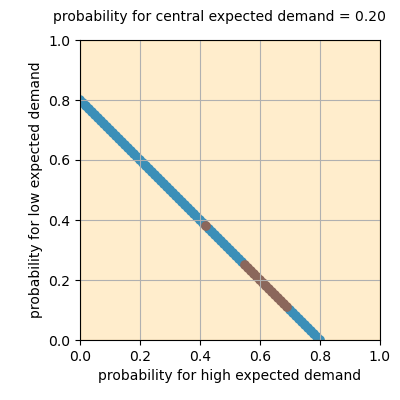 probability for central expected demand = 0.20
1.0
0.8
0.6
0.4
0.2
0.0
probability for low expected demand
0.0 0.2 0.4 0.6 0.8 1.0
probability for high expected demand